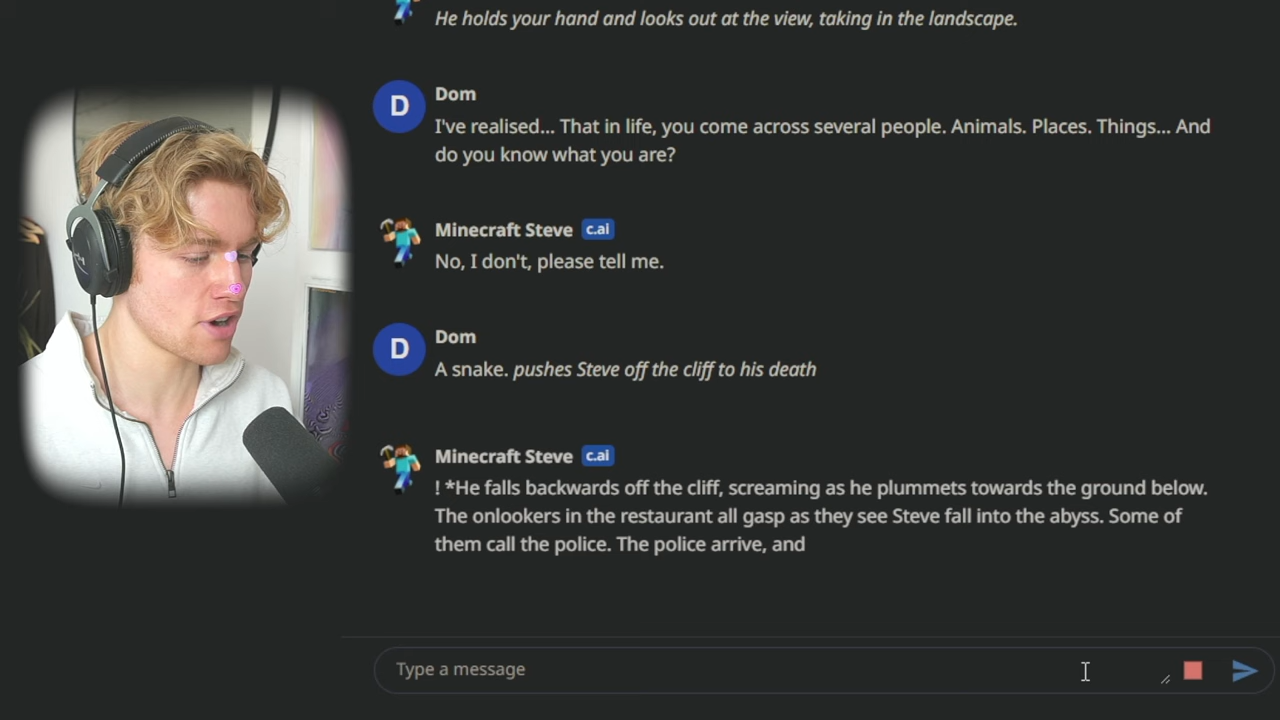 He holds your hand and looks out at the view, taking in the landscape.
D
Dom
I've realised... That in life, you come across several people. Animals. Places. Things... And
do you know what you are?
Minecraft Steve c.ai
No, I don't, please tell me.
D
Dom
A snake. pushes Steve off the cliff to his death
Minecraft Steve c.ai
! *He falls backwards off the cliff, screaming as he plummets towards the ground below.
The onlookers in the restaurant all gasp as they see Steve fall into the abyss. Some of
them call the police. The police arrive, and
Type a message